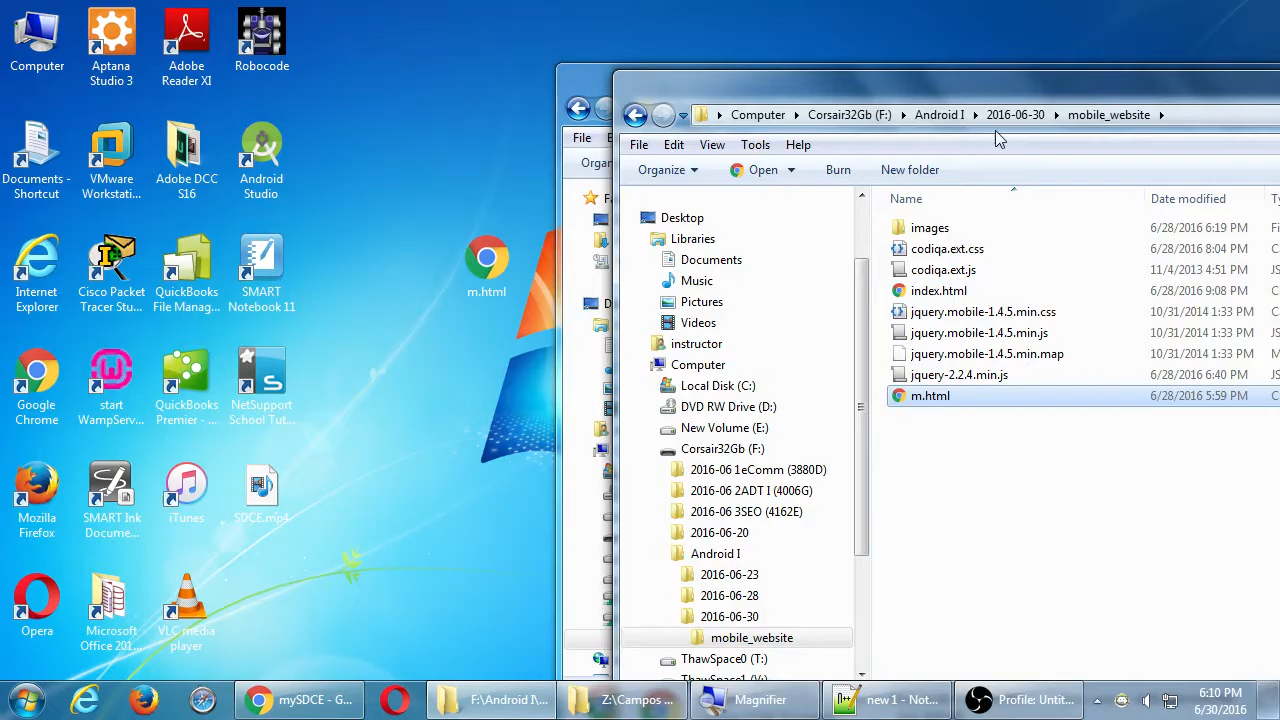 Computer
Aptana
Studio 3
Adobe
Reader XI
Robocode
Documents -
Shortcut
VMware
Workstati...
Adobe DCC
S16
Android
Studio
Internet
Explorer
Cisco Packet
Tracer Stu...
QuickBooks
File Manag...
SMART
Notebook 11
m.html
Google
Chrome
start
WampServ...
QuickBooks
Premier - ...
NetSupport
School Tut...
Mozilla
Firefox
SMART Ink
Docume...
iTunes
SDCE.mp4
Opera
Microsoft
Office 201...
VLC media
player
File
Organ
Computer Corsair32Gb (F:) Android I 2016-06-30 mobile_website
File Edit View Tools Help
Organize Open Burn New folder
Desktop
Libraries
Documents
Music
Pictures
Videos
instructor
Computer
Local Disk (C:)
DVD RW Drive (D:)
New Volume (E:)
Corsair32Gb (F:)
2016-06 1eComm (3880D)
2016-06 2ADT I (4006G)
2016-06 3SEO (4162E)
2016-06-20
Android I
2016-06-23
2016-06-28
2016-06-30
mobile_website
ThawSpace0 (T:)
Name Date modified Ty
images 6/28/2016 6:19 PM Fi
codiqa.ext.css 6/28/2016 8:04 PM C
codiqa.ext.js 11/4/2013 4:51 PM JS
index.html 6/28/2016 9:08 PM C
jquery.mobile-1.4.5.min.css 10/31/2014 1:33 PM C
jquery.mobile-1.4.5.min.js 10/31/2014 1:33 PM JS
jquery.mobile-1.4.5.min.map 10/31/2014 1:33 PM
jquery-2.2.4.min.js 6/28/2016 6:40 PM JS
m.html 6/28/2016 5:59 PM C
mySDCE - G...
F:\Android I\...
Z:\Campos ...
Magnifier
new 1 - Not...
Profile: Untit...
6:10 PM
6/30/2016